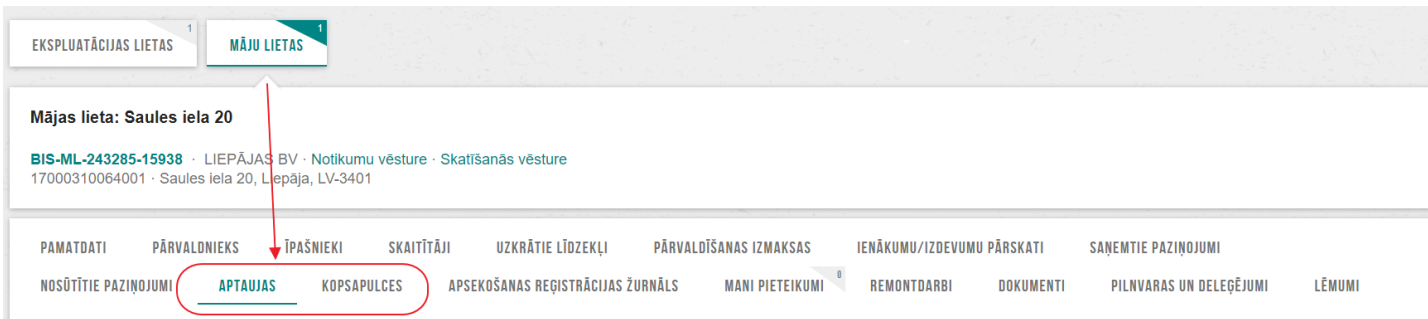 EKSPLUATĀCIJAS LIETAS 1 MĀJU LIETAS 1
Mājas lieta: Saules iela 20
BIS-ML-243285-15938 · LIEPĀJAS BV · Notikumu vēsture · Skatīšanās vēsture
17000310064001 · Saules iela 20, Liepāja, LV-3401
PAMATDATI PĀRVALDNIEKS ĪPAŠNIEKI SKAITĪTĀJI UZKRĀTIE LĪDZEKĻI PĀRVALDĪŠANAS IZMAKSAS IENĀKUMU/IZDEVUMU PĀRSKATI SAŅEMTIE PAZIŅOJUMI
NOSŪTĪTIE PAZIŅOJUMI APTAUJAS KOPSAPULCES APSEKOŠANAS REĢISTRĀCIJAS ŽURNĀLS MANI PIETEIKUMI 0 REMONTDARBI DOKUMENTI PILNVARAS UN DELEĢĒJUMI LĒMUMI